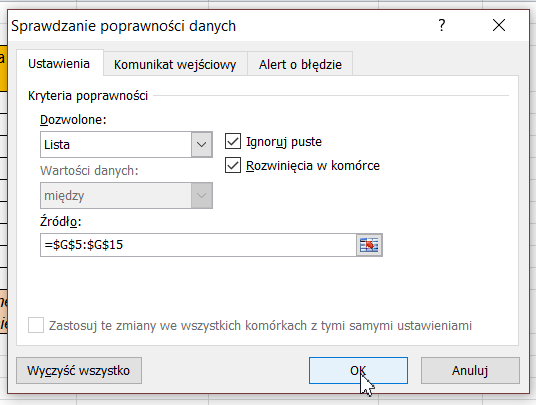 Sprawdzanie poprawności danych
?
Ustawienia
Komunikat wejściowy
Alert o błędzie
Kryteria poprawności
Dozwolone:
Lista
Ignoruj puste
Wartości danych:
Rozwinięcia w komórce
między
Źródło:
=$G$5:$G$15
Zastosuj te zmiany we wszystkich komórkach z tymi samymi ustawieniami
Wyczyść wszystko
OK
Anuluj